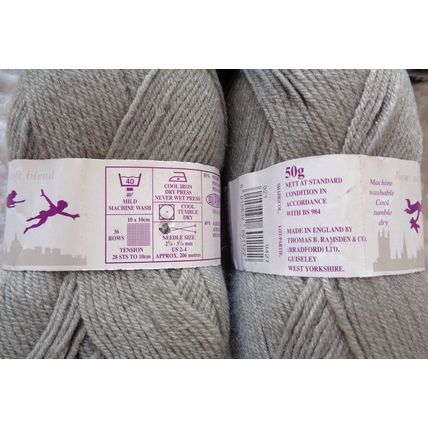 soft blend
40
40°
MILD
MACHINE WASH
COOL IRON
DRY PRESS
NEVER WET PRESS
COOL
TUMBLE
DRY
10 x 10cm
36
ROWS
TENSION
28 STS TO 10cm
NEEDLE SIZE
US 2-4
APPROX. 206 metres
50g
NETT AT STANDARD
CONDITION IN
ACCORDANCE
WITH BS 984
MADE IN ENGLAND BY
THOMAS B. RAMSDEN & CO.
(BRADFORD) LTD.
GUISELEY
WEST YORKSHIRE.
New
Machine
washable
Cool
tumble
dry